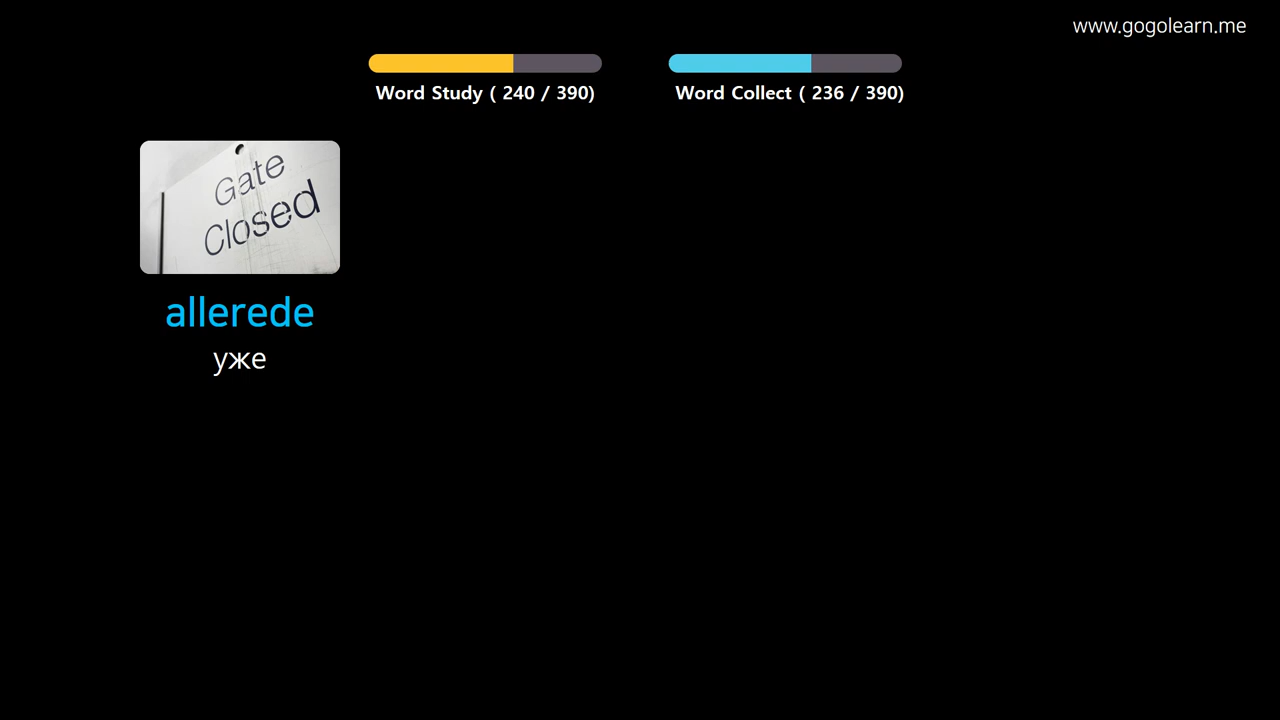 www.gogolearn.me
Word Study ( 240 / 390)
Word Collect ( 236 / 390)
Gate
Closed
allerede
уже